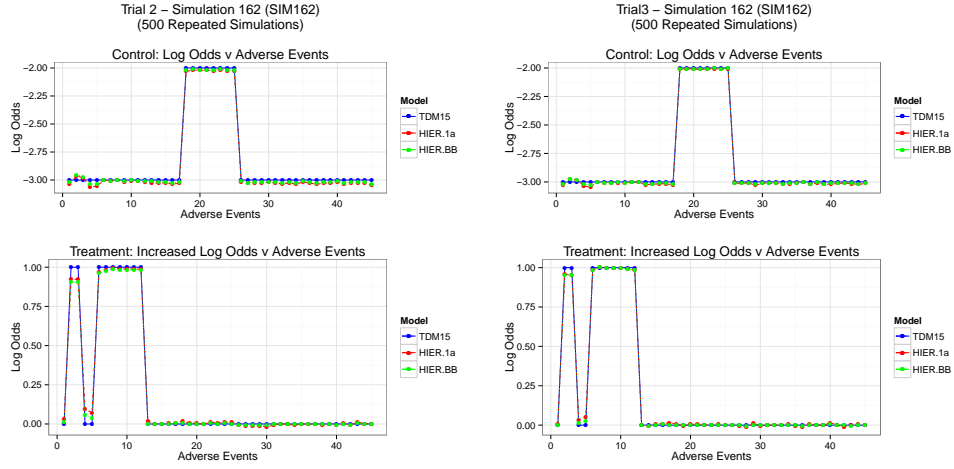 Trial 2 – Simulation 162 (SIM162)
(500 Repeated Simulations)
Control: Log Odds v Adverse Events
Log Odds
−2.00
−2.25
−2.50
−2.75
−3.00
0
10
20
30
40
Adverse Events
Model
TDM15
HIER.1a
HIER.BB
Treatment: Increased Log Odds v Adverse Events
Log Odds
1.00
0.75
0.50
0.25
0.00
0
10
20
30
40
Adverse Events
Model
TDM15
HIER.1a
HIER.BB
Trial3 – Simulation 162 (SIM162)
(500 Repeated Simulations)
Control: Log Odds v Adverse Events
Log Odds
−2.00
−2.25
−2.50
−2.75
−3.00
0
10
20
30
40
Adverse Events
Model
TDM15
HIER.1a
HIER.BB
Treatment: Increased Log Odds v Adverse Events
Log Odds
1.00
0.75
0.50
0.25
0.00
0
10
20
30
40
Adverse Events
Model
TDM15
HIER.1a
HIER.BB